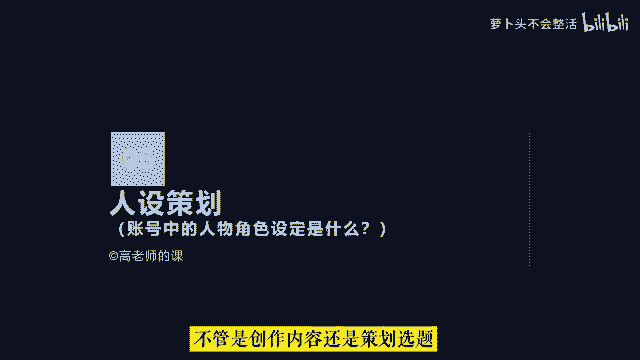 萝卜头不会整活 bilibili
人设策划
（账号中的人物角色设定是什么？）
©高老师的课
不管是创作内容还是策划选题